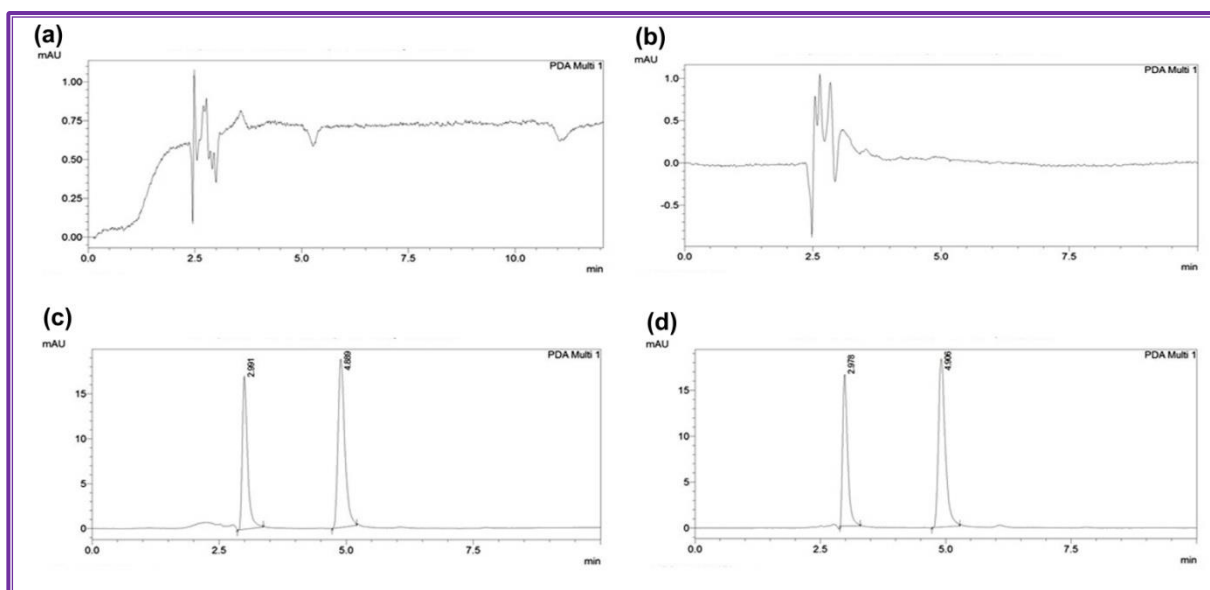 (a)
mAU
PDA Multi 1
1.00
0.75
0.50
0.25
0.00
0.0 2.5 5.0 7.5 10.0
min
(b)
mAU
PDA Multi 1
1.0
0.5
0.0
-0.5
0.0 2.5 5.0 7.5
min
(c)
mAU
PDA Multi 1
2.991
4.889
15
10
5
0
0.0 2.5 5.0 7.5
min
(d)
mAU
PDA Multi 1
2.978
4.906
15
10
5
0
0.0 2.5 5.0 7.5
min